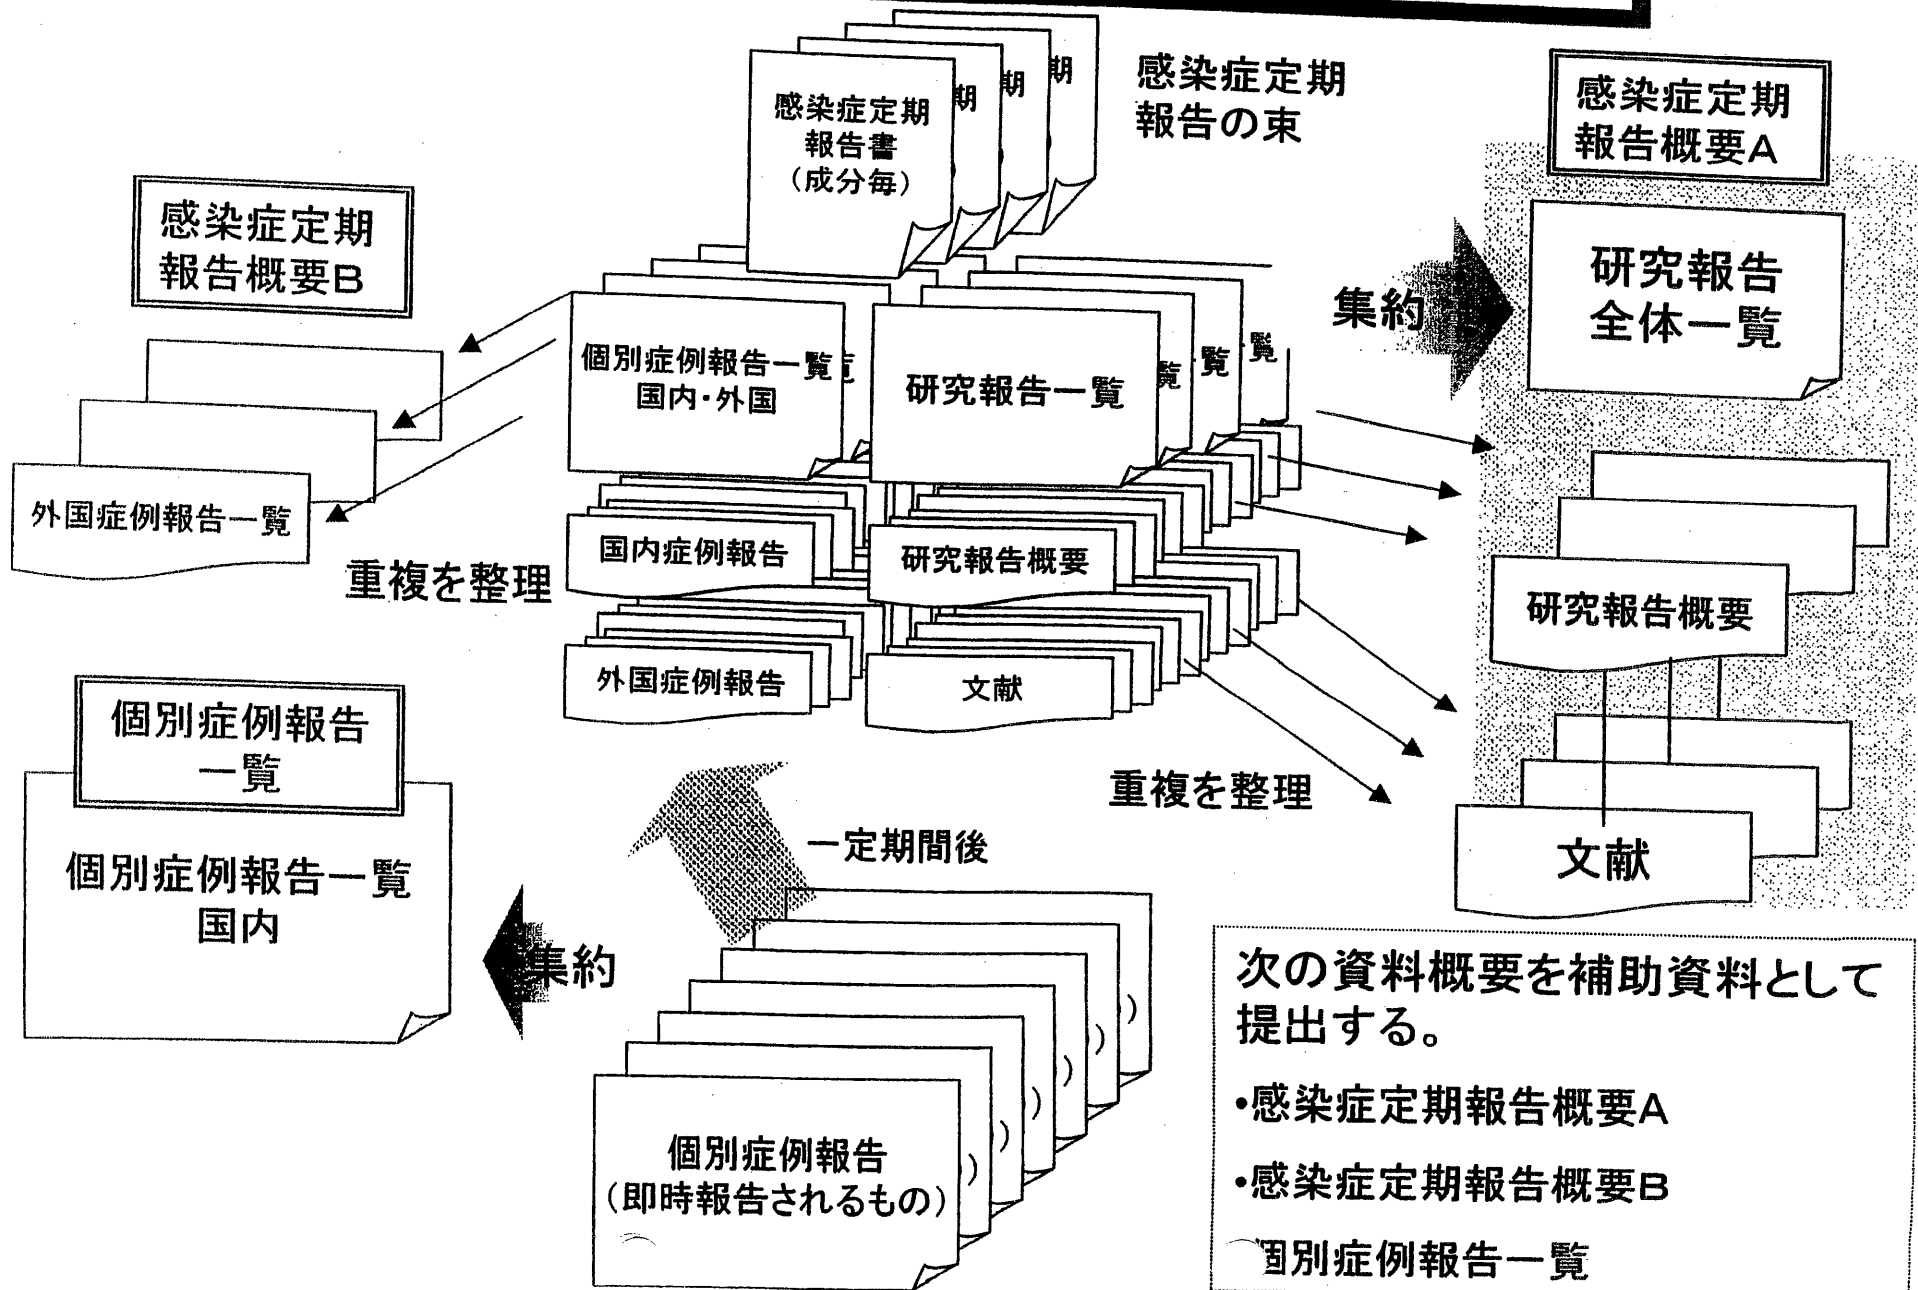 感染症定期
報告書
（成分毎）
期
期
期
感染症定期
報告の束
感染症定期
報告概要A
研究報告
全体一覧
集約
感染症定期
報告概要B
個別症例報告一覧
国内・外国
研究報告一覧
覧
一覧
覧
外国症例報告一覧
重複を整理
国内症例報告
研究報告概要
外国症例報告
文献
研究報告概要
文献
重複を整理
個別症例報告
一覧
個別症例報告一覧
国内
集約
一定期間後
個別症例報告
（即時報告されるもの）
）
）
）
）
）
）
次の資料概要を補助資料として
提出する。
・感染症定期報告概要A
・感染症定期報告概要B
個別症例報告一覧